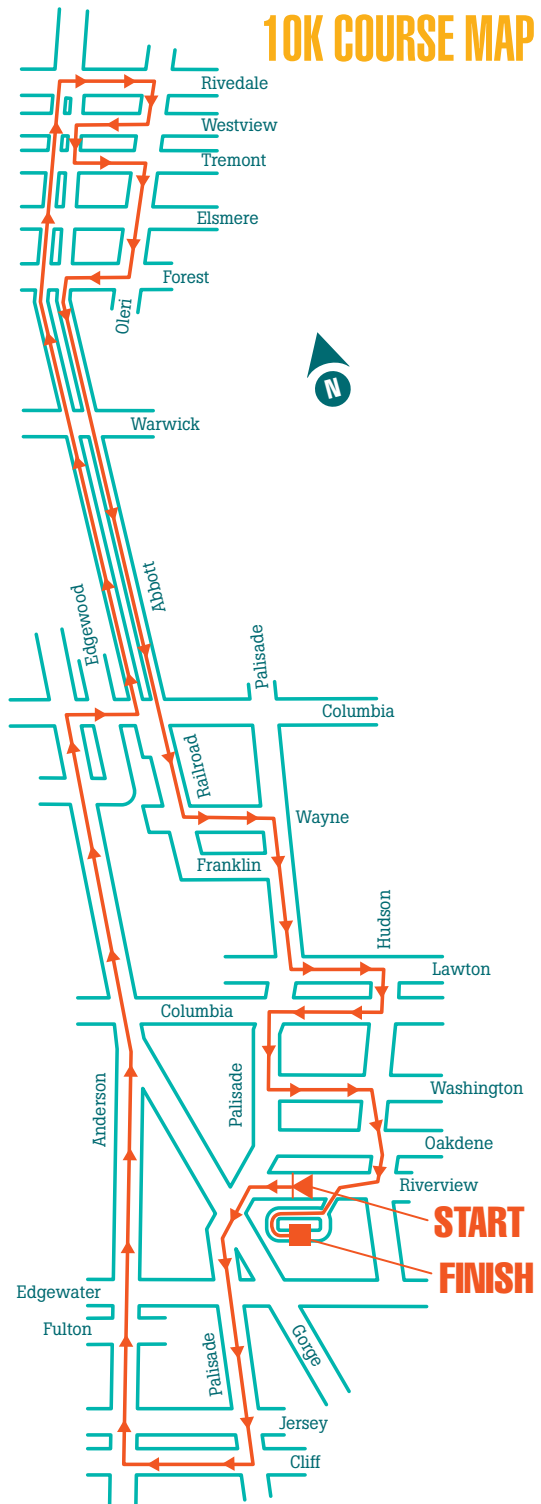 10K COURSE MAP
Rivedale
Westview
Tremont
Elsmere
Forest
Oleri
N
Warwick
Abbott
Edgewood
Palisade
Columbia
Railroad
Wayne
Franklin
Hudson
Lawton
Columbia
Anderson
Palisade
Washington
Oakdene
Riverview
START
FINISH
Edgewater
Fulton
Palisade
Gorge
Jersey
Cliff